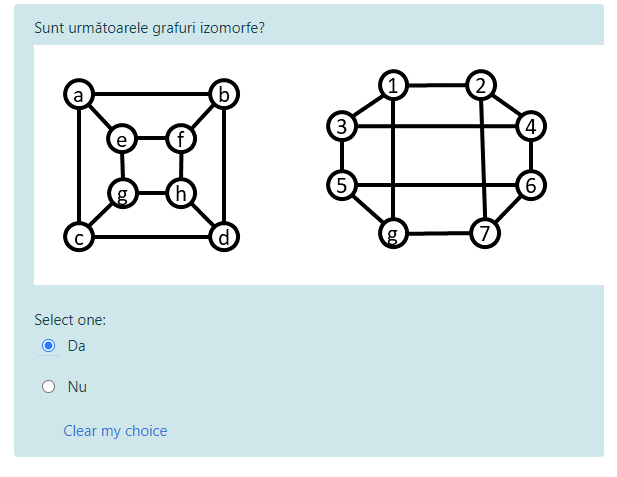 Sunt următoarele grafuri izomorfe?
a b
e f
g h
c d
1 2
3 4
5 6
g 7
Select one:
Da
Nu
Clear my choice